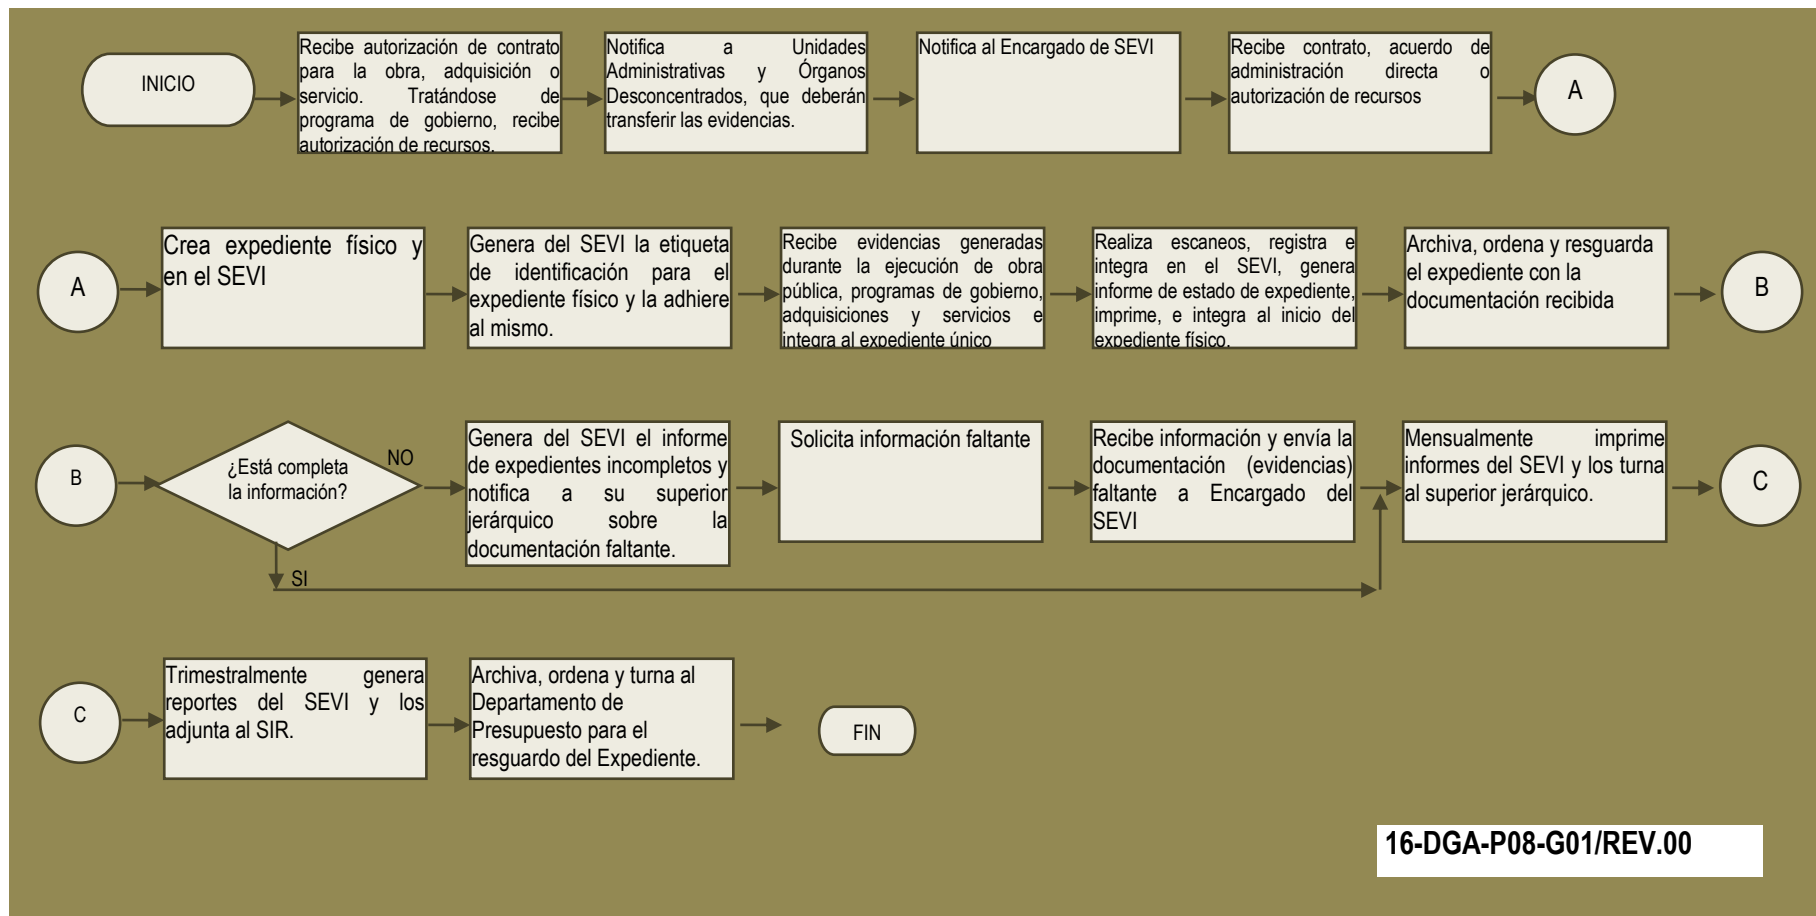 INICIO
Recibe autorización de contrato
para la obra, adquisición o
servicio. Tratándose de
programa de gobierno, recibe
autorización de recursos.
Notifica a Unidades
Administrativas y Órganos
Desconcentrados, que deberán
transferir las evidencias.
Notifica al Encargado de SEVI
Recibe contrato, acuerdo de
administración directa o
autorización de recursos
A
A
Crea expediente físico y
en el SEVI
Genera del SEVI la etiqueta
de identificación para el
expediente físico y la adhiere
al mismo.
Recibe evidencias generadas
durante la ejecución de obra
pública, programas de gobierno,
adquisiciones y servicios e
integra al expediente único
Realiza escaneos, registra e
integra en el SEVI, genera
informe de estado de expediente,
imprime, e integra al inicio del
expediente físico.
Archiva, ordena y resguarda
el expediente con la
documentación recibida
B
B
¿Está completa
la información?
NO
SI
Genera del SEVI el informe
de expedientes incompletos y
notifica a su superior
jerárquico sobre la
documentación faltante.
Solicita información faltante
Recibe información y envía la
documentación (evidencias)
faltante a Encargado del
SEVI
Mensualmente imprime
informes del SEVI y los turna
al superior jerárquico.
C
C
Trimestralmente genera
reportes del SEVI y los
adjunta al SIR.
Archiva, ordena y turna al
Departamento de
Presupuesto para el
resguardo del Expediente.
FIN
16-DGA-P08-G01/REV.00